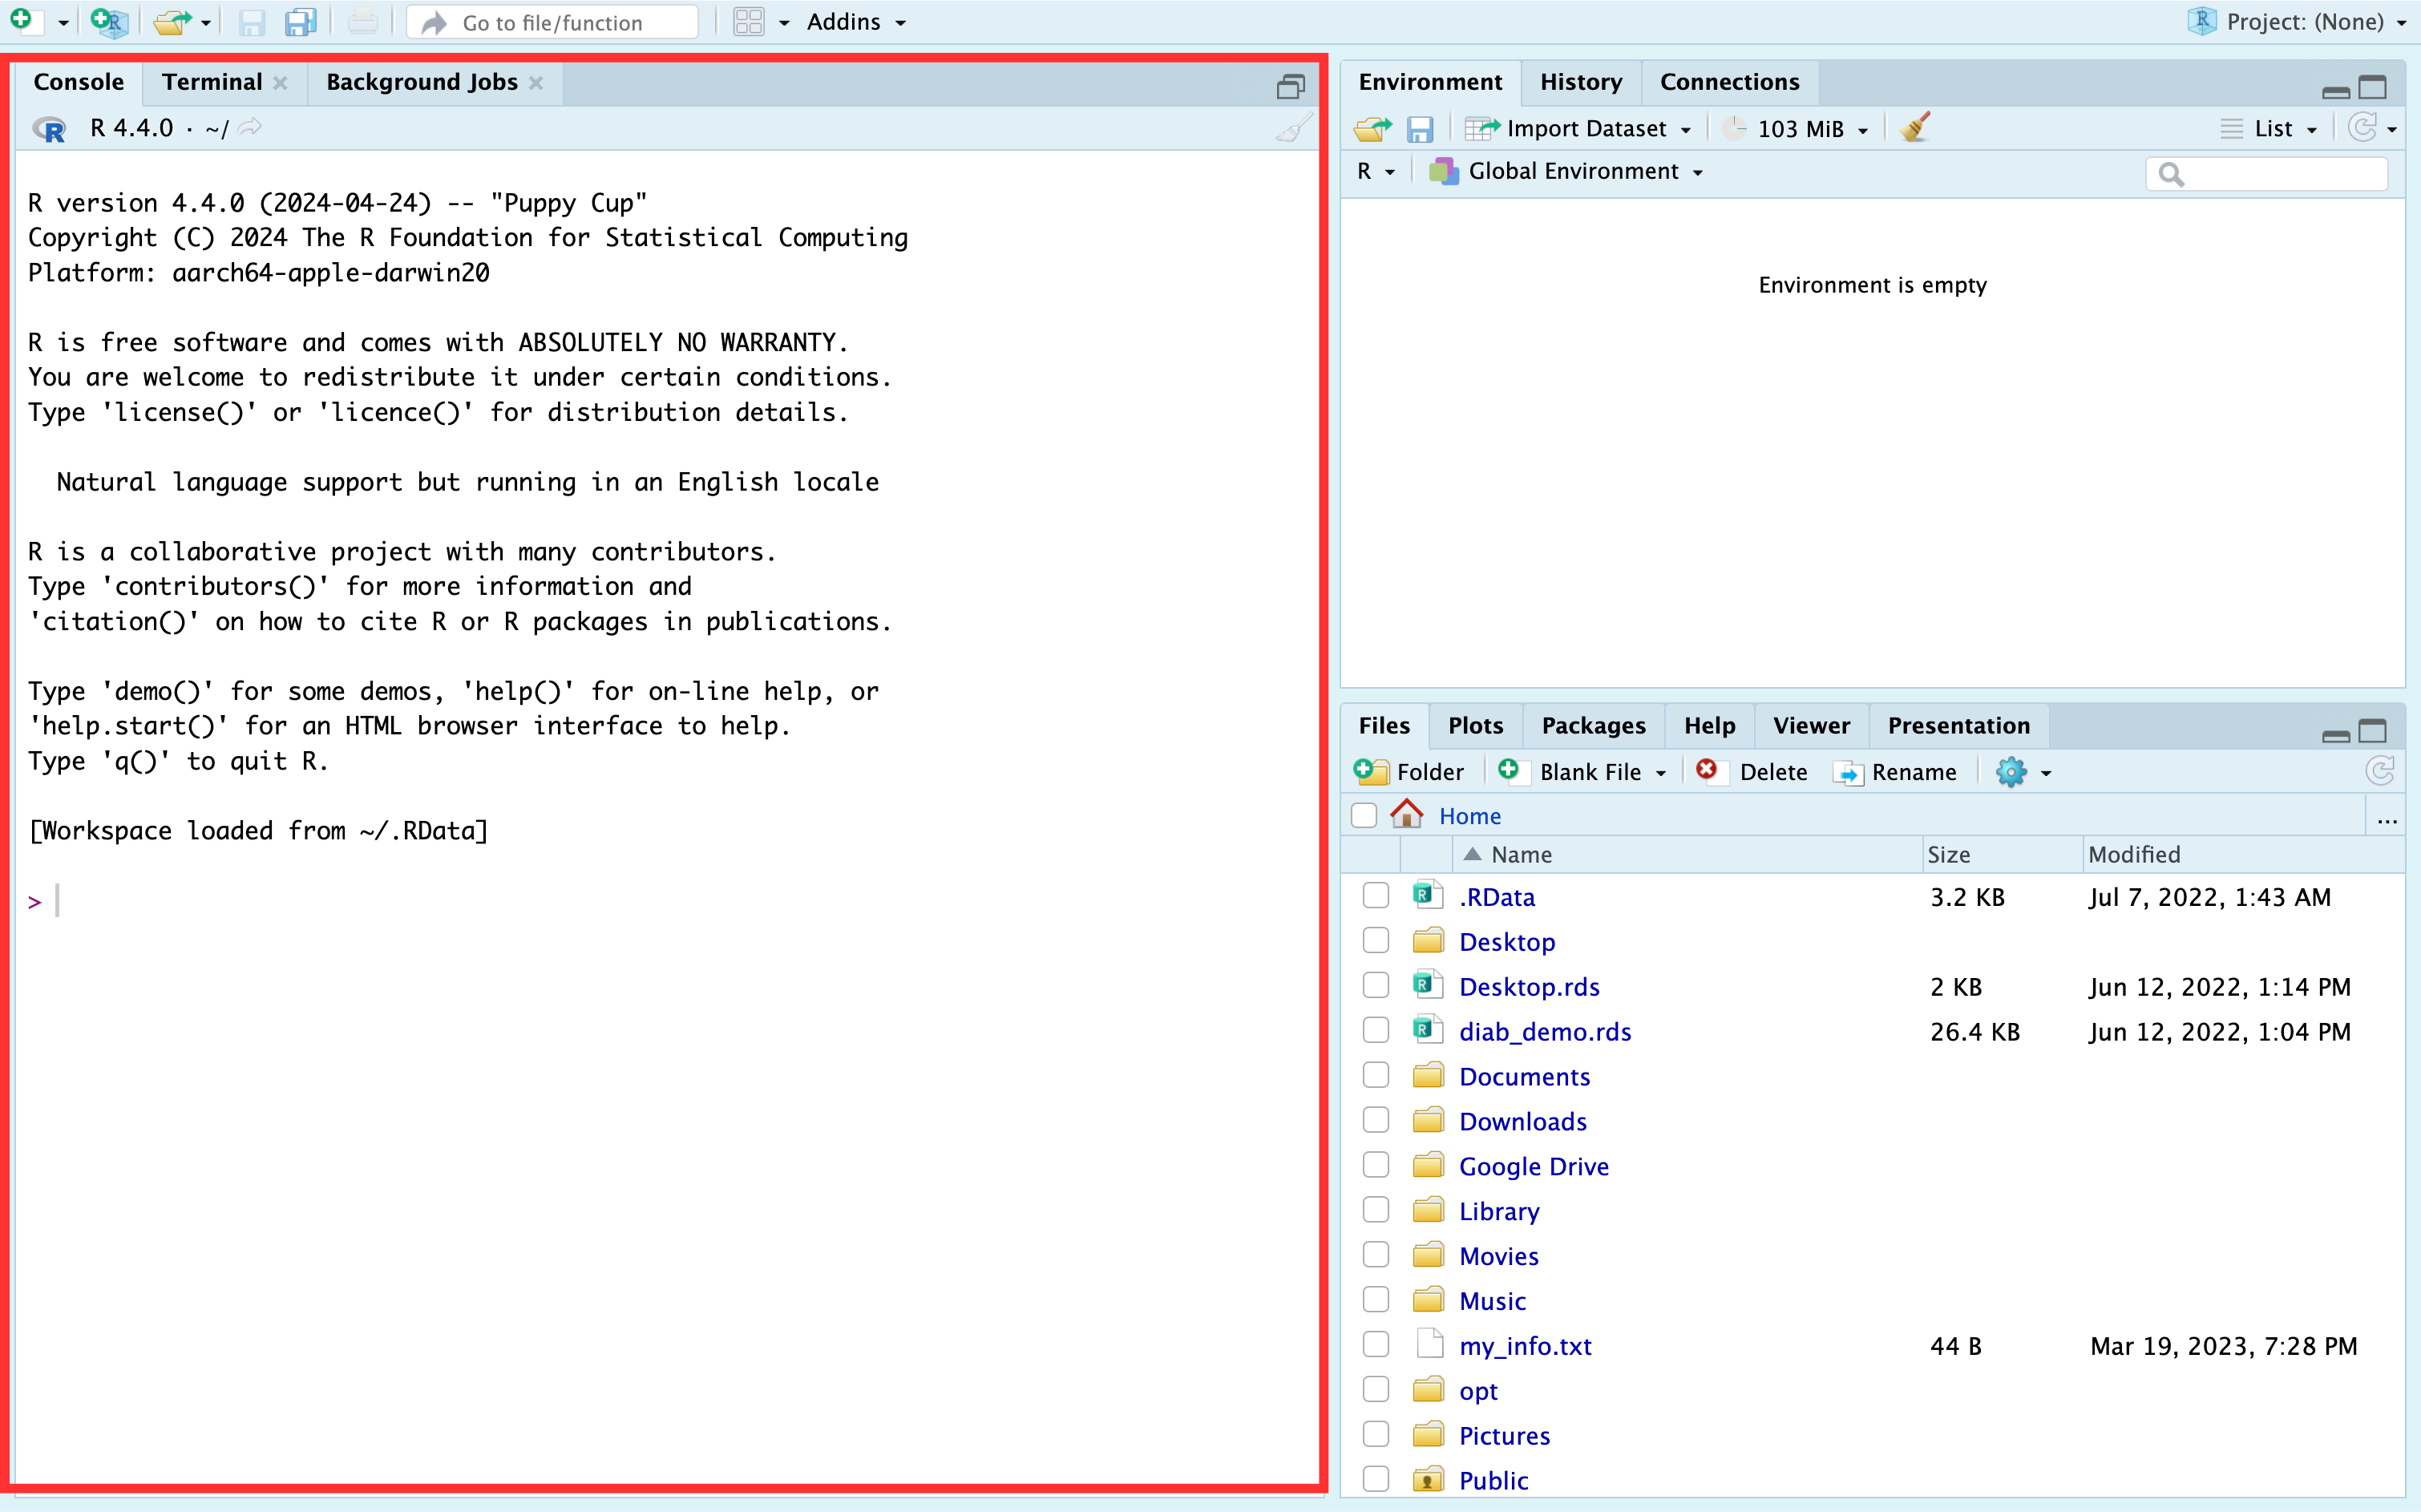 Go to file/function
Addins
Project: (None)
Console
Terminal
Background Jobs
R 4.4.0 · ~/
R version 4.4.0 (2024-04-24) -- "Puppy Cup"
Copyright (C) 2024 The R Foundation for Statistical Computing
Platform: aarch64-apple-darwin20
R is free software and comes with ABSOLUTELY NO WARRANTY.
You are welcome to redistribute it under certain conditions.
Type 'license()' or 'licence()' for distribution details.
Natural language support but running in an English locale
R is a collaborative project with many contributors.
Type 'contributors()' for more information and
'citation()' on how to cite R or R packages in publications.
Type 'demo()' for some demos, 'help()' for on-line help, or
'help.start()' for an HTML browser interface to help.
Type 'q()' to quit R.
[Workspace loaded from ~/.RData]
>
Environment History Connections
Import Dataset 103 MiB List
R Global Environment
Environment is empty
Files Plots Packages Help Viewer Presentation
Folder Blank File Delete Rename
Home ...
Name Size Modified
.RData 3.2 KB Jul 7, 2022, 1:43 AM
Desktop
Desktop.rds 2 KB Jun 12, 2022, 1:14 PM
diab_demo.rds 26.4 KB Jun 12, 2022, 1:04 PM
Documents
Downloads
Google Drive
Library
Movies
Music
my_info.txt 44 B Mar 19, 2023, 7:28 PM
opt
Pictures
Public